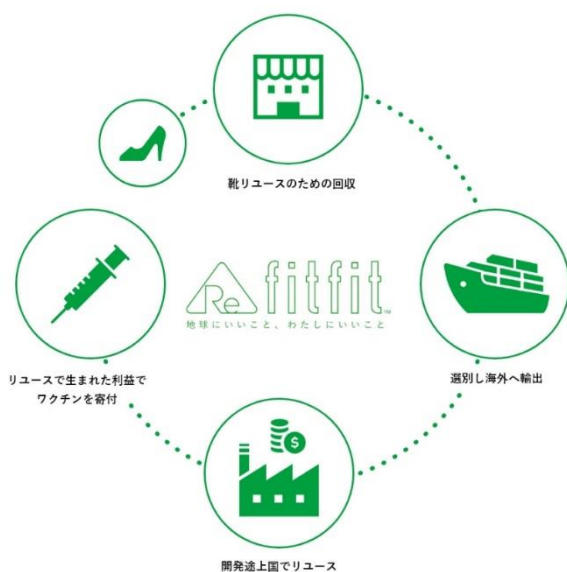 靴リユースのための回収
Re fitfit™
地球にいいこと、わたしにいいこと
リユースで生まれた利益で
ワクチンを寄付
選別し海外へ輸出
$
開発途上国でリユース